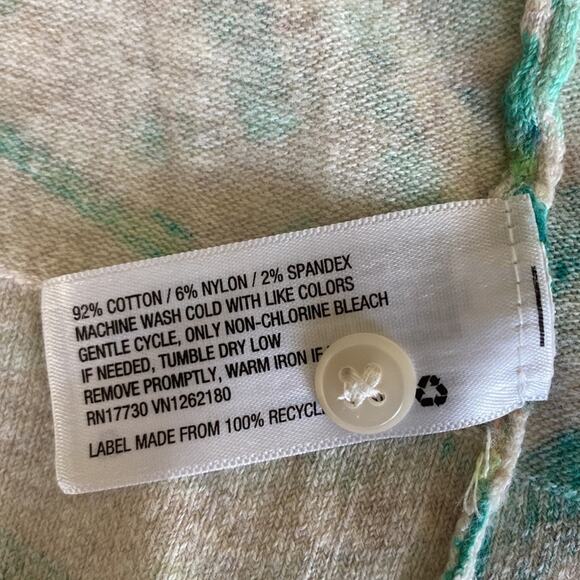 92% COTTON / 6% NYLON / 2% SPANDEX
MACHINE WASH COLD WITH LIKE COLORS
GENTLE CYCLE, ONLY NON-CHLORINE BLEACH
IF NEEDED, TUMBLE DRY LOW
REMOVE PROMPTLY, WARM IRON IF
RN17730 VN1262180
LABEL MADE FROM 100%